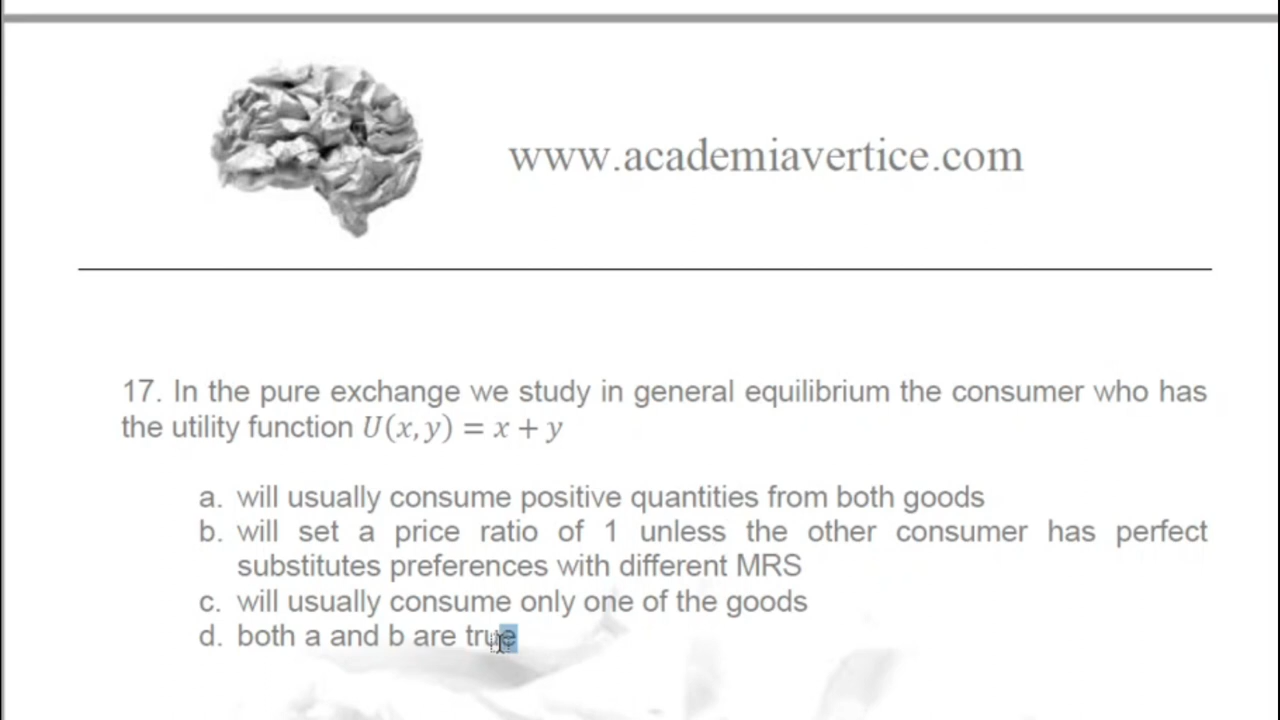 www.academiavertice.com
17. In the pure exchange we study in general equilibrium the consumer who has
the utility function U(x, y) = x + y
a. will usually consume positive quantities from both goods
b. will set a price ratio of 1 unless the other consumer has perfect
substitutes preferences with different MRS
c. will usually consume only one of the goods
d. both a and b are true